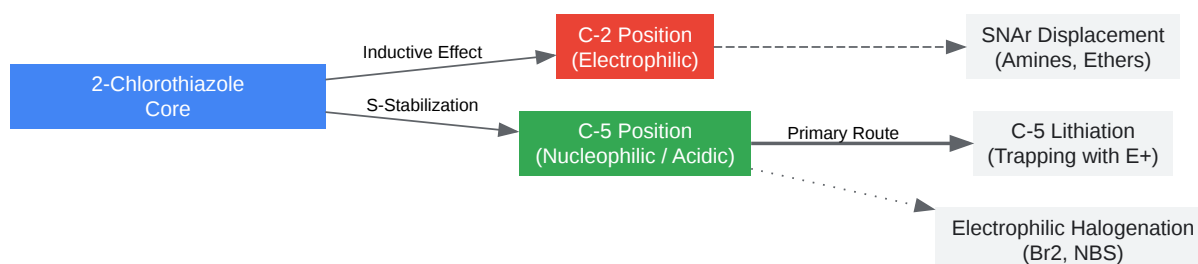 2-Chlorothiazole
Core
Inductive Effect
S-Stabilization
C-2 Position
(Electrophilic)
C-5 Position
(Nucleophilic / Acidic)
Primary Route
SNAr Displacement
(Amines, Ethers)
C-5 Lithiation
(Trapping with E+)
Electrophilic Halogenation
(Br2, NBS)